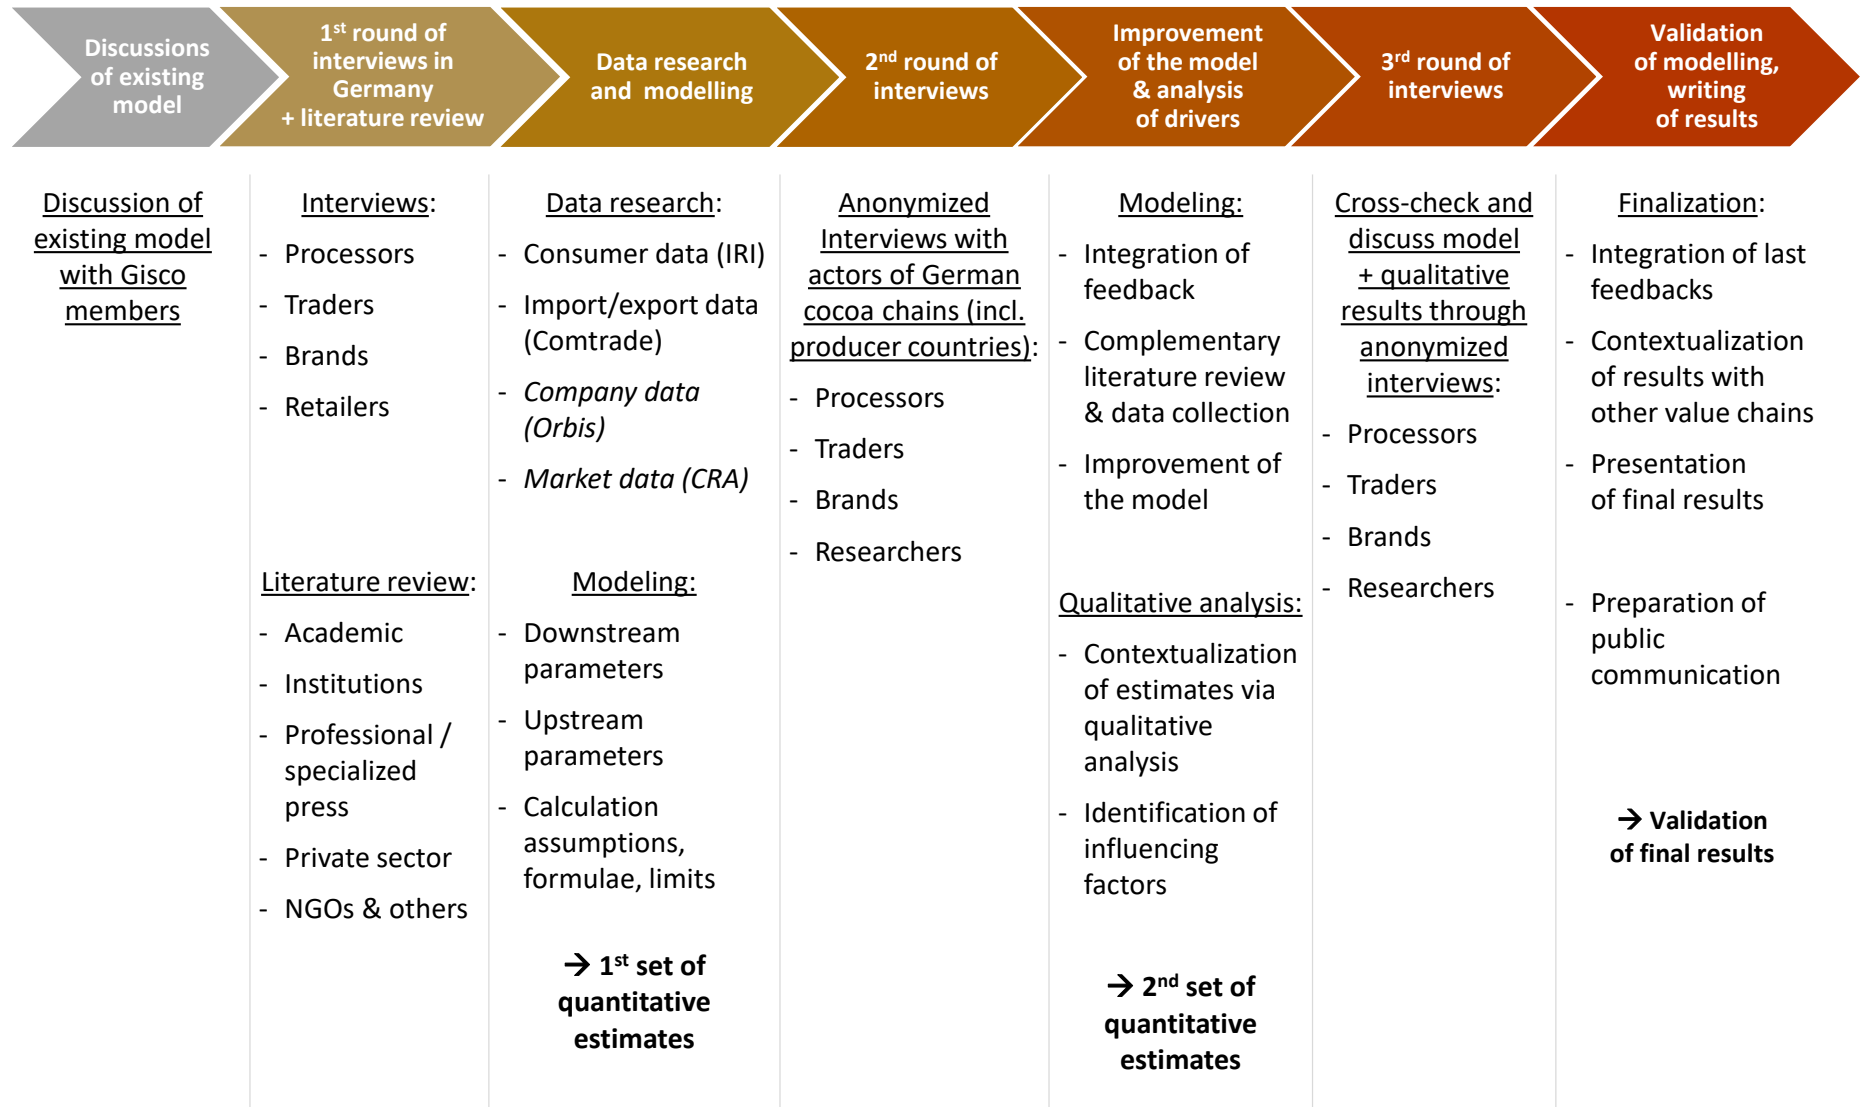 Discussions
of existing
model
1st round of
interviews in
Germany
+ literature review
Data research
and modelling
2nd round of
interviews
Improvement
of the model
& analysis
of drivers
3rd round of
interviews
Validation
of modelling,
writing
of results
Discussion of
existing model
with Gisco
members
Interviews:
- Processors
- Traders
- Brands
- Retailers
Literature review:
- Academic
- Institutions
- Professional /
specialized
press
- Private sector
- NGOs & others
Data research:
- Consumer data (IRI)
- Import/export data
(Comtrade)
- Company data
(Orbis)
- Market data (CRA)
Modeling:
- Downstream
parameters
- Upstream
parameters
- Calculation
assumptions,
formulae, limits
→ 1st set of
quantitative
estimates
Anonymized
Interviews with
actors of German
cocoa chains (incl.
producer countries):
- Processors
- Traders
- Brands
- Researchers
Modeling:
- Integration of
feedback
- Complementary
literature review
& data collection
- Improvement of
the model
Qualitative analysis:
- Contextualization
of estimates via
qualitative
analysis
- Identification of
influencing
factors
→ 2nd set of
quantitative
estimates
Cross-check and
discuss model
+ qualitative
results through
anonymized
interviews:
- Processors
- Traders
- Brands
- Researchers
Finalization:
- Integration of last
feedbacks
- Contextualization
of results with
other value chains
- Presentation
of final results
- Preparation of
public
communication
→ Validation
of final results